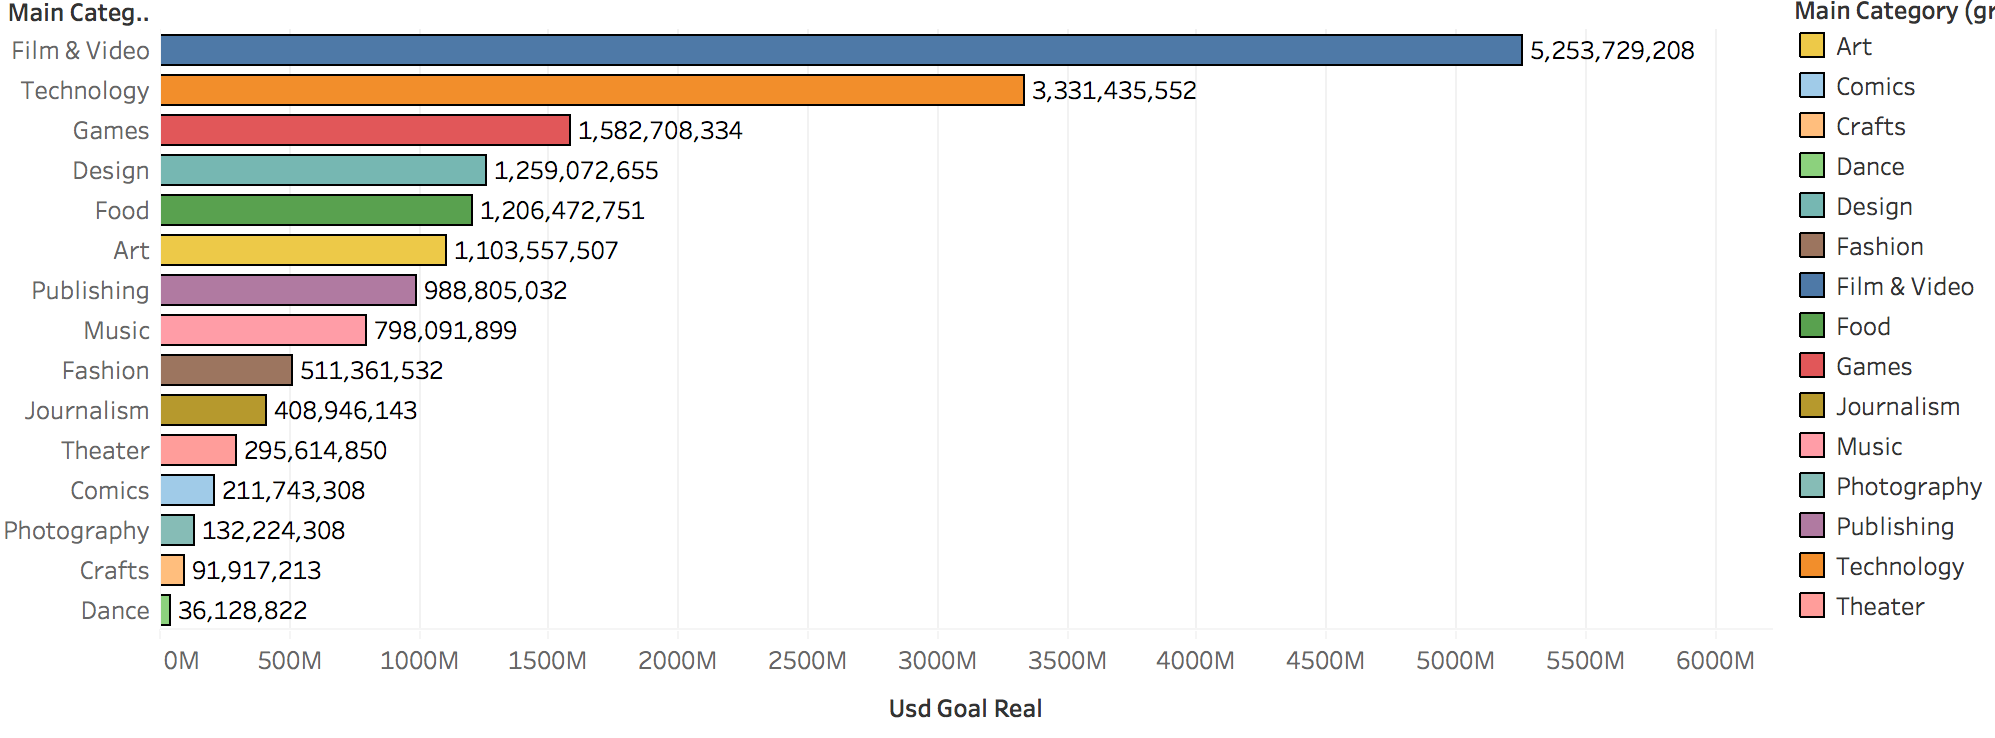 Main Categ..
Film & Video 5,253,729,208
Technology 3,331,435,552
Games 1,582,708,334
Design 1,259,072,655
Food 1,206,472,751
Art 1,103,557,507
Publishing 988,805,032
Music 798,091,899
Fashion 511,361,532
Journalism 408,946,143
Theater 295,614,850
Comics 211,743,308
Photography 132,224,308
Crafts 91,917,213
Dance 36,128,822
0M 500M 1000M 1500M 2000M 2500M 3000M 3500M 4000M 4500M 5000M 5500M 6000M
Usd Goal Real
Main Category (gr
Art
Comics
Crafts
Dance
Design
Fashion
Film & Video
Food
Games
Journalism
Music
Photography
Publishing
Technology
Theater